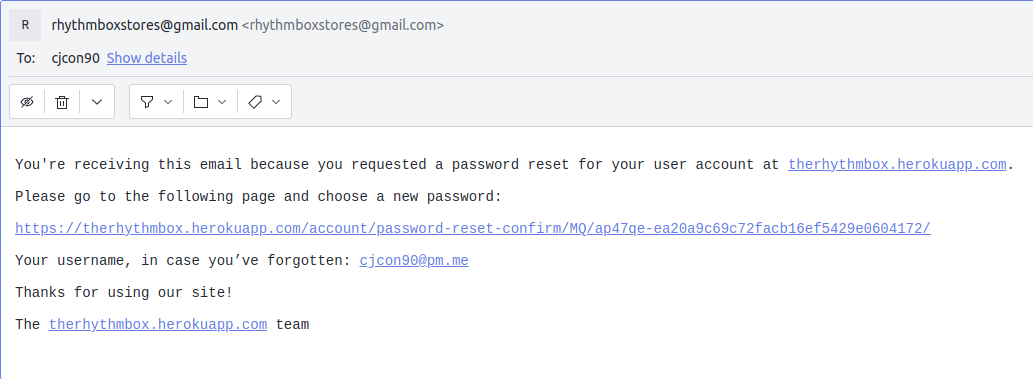 R rhythmboxstores@gmail.com <rhythmboxstores@gmail.com>
To: cjcon90 Show details
You're receiving this email because you requested a password reset for your user account at therhythmbox.herokuapp.com.
Please go to the following page and choose a new password:
https://therhythmbox.herokuapp.com/account/password-reset-confirm/MQ/ap47qe-ea20a9c69c72facb16ef5429e0604172/
Your username, in case you’ve forgotten: cjcon90@pm.me
Thanks for using our site!
The therhythmbox.herokuapp.com team